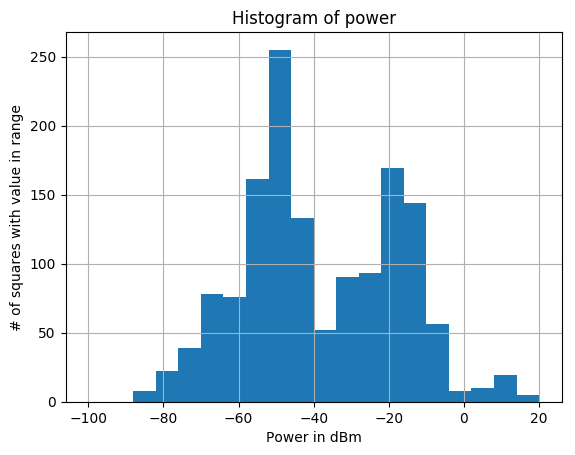 Histogram of power
# of squares with value in range
250
200
150
100
50
0
−100 −80 −60 −40 −20 0 20
Power in dBm